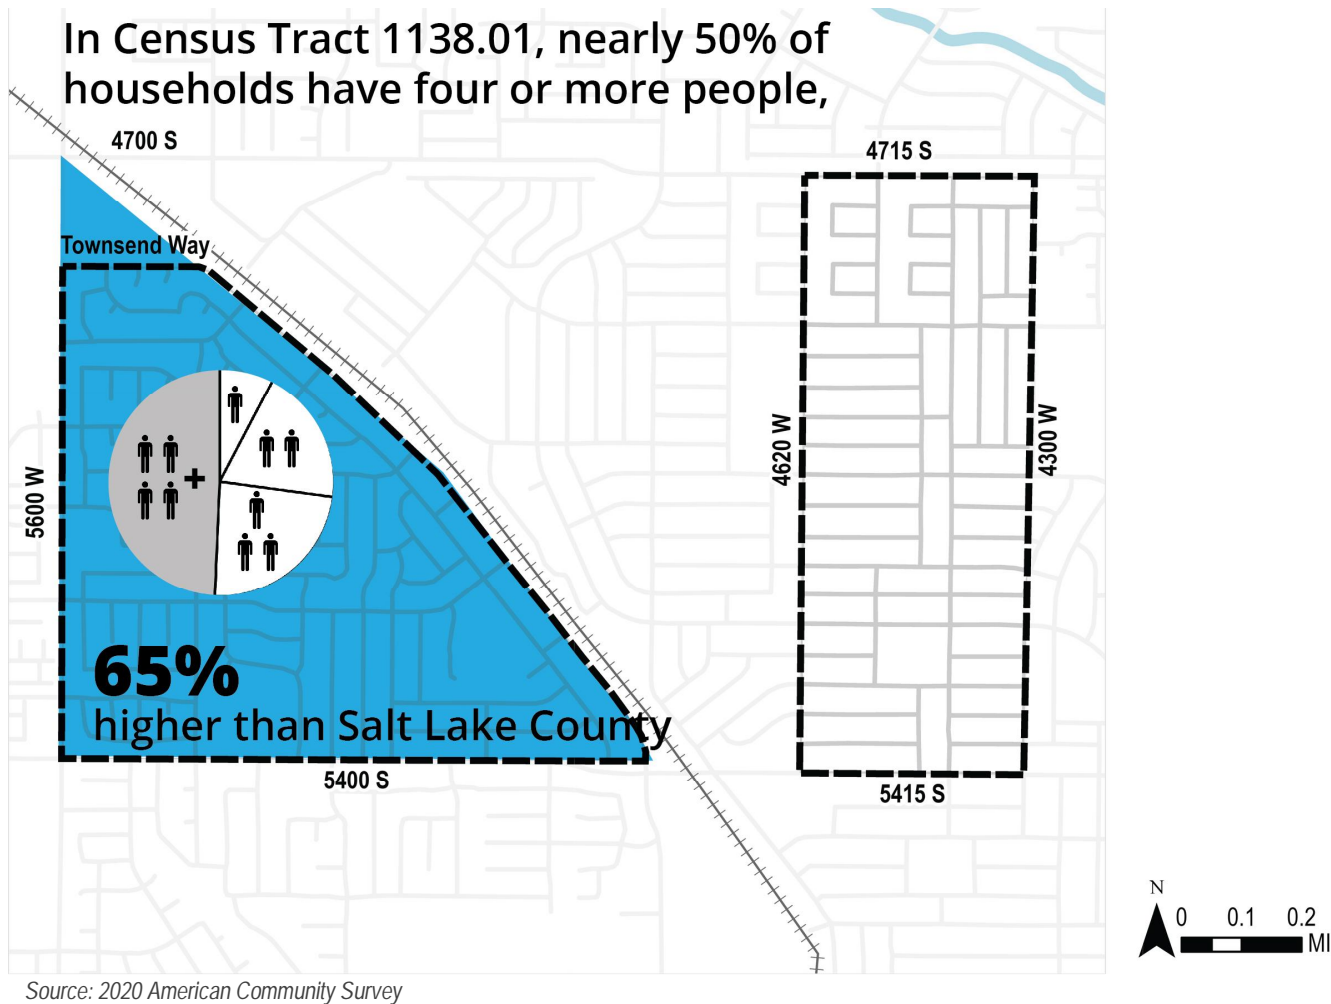 In Census Tract 1138.01, nearly 50% of
households have four or more people,
4700 S
4715 S
Townsend Way
5600 W
4620 W
4300 W
+
65%
higher than Salt Lake County
5400 S
5415 S
N
0 0.1 0.2
MI
Source: 2020 American Community Survey